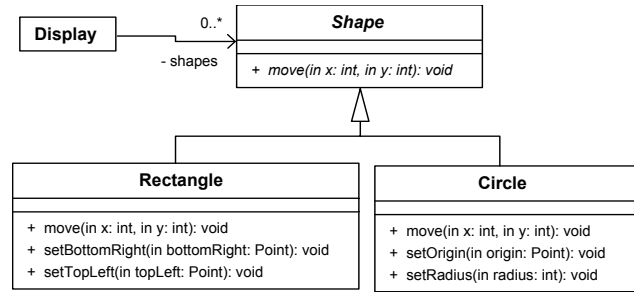 Display
0..*
- shapes
Shape
+ move(in x: int, in y: int): void
Rectangle
+ move(in x: int, in y: int): void
+ setBottomRight(in bottomRight: Point): void
+ setTopLeft(in topLeft: Point): void
Circle
+ move(in x: int, in y: int): void
+ setOrigin(in origin: Point): void
+ setRadius(in radius: int): void